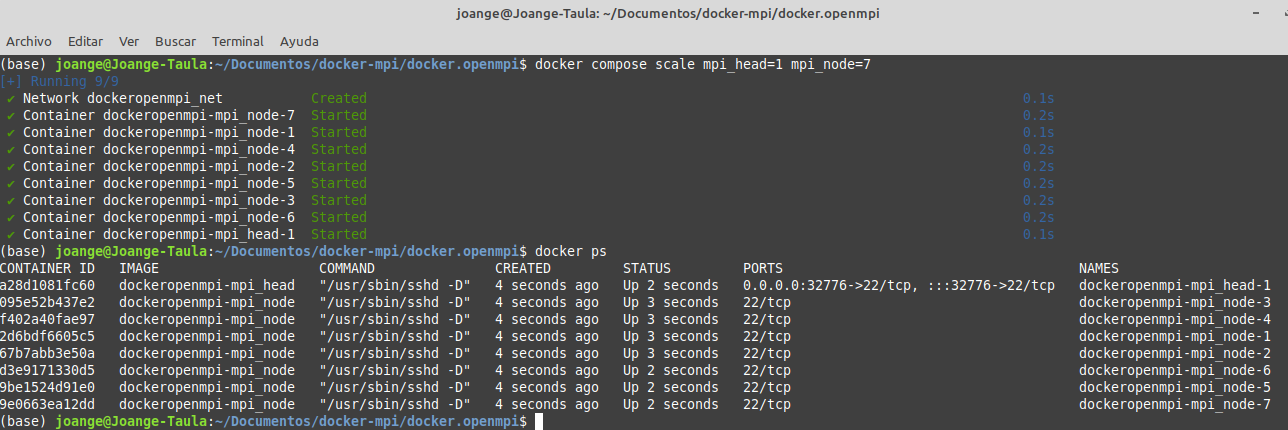 joange@Joange-Taula: ~/Documentos/docker-mpi/docker.openmpi
Archivo Editar Ver Buscar Terminal Ayuda
(base) joange@Joange-Taula:~/Documentos/docker-mpi/docker.openmpi$ docker compose scale mpi_head=1 mpi_node=7
[+] Running 9/9
✔ Network dockeropenmpi_net Created 0.1s
✔ Container dockeropenmpi-mpi_node-7 Started 0.2s
✔ Container dockeropenmpi-mpi_node-1 Started 0.1s
✔ Container dockeropenmpi-mpi_node-4 Started 0.2s
✔ Container dockeropenmpi-mpi_node-2 Started 0.2s
✔ Container dockeropenmpi-mpi_node-5 Started 0.2s
✔ Container dockeropenmpi-mpi_node-3 Started 0.2s
✔ Container dockeropenmpi-mpi_node-6 Started 0.2s
✔ Container dockeropenmpi-mpi_head-1 Started 0.1s
(base) joange@Joange-Taula:~/Documentos/docker-mpi/docker.openmpi$ docker ps
CONTAINER ID IMAGE COMMAND CREATED STATUS PORTS NAMES
a28d1081fc60 dockeropenmpi-mpi_head "/usr/sbin/sshd -D" 4 seconds ago Up 2 seconds 0.0.0.0:32776->22/tcp, :::32776->22/tcp dockeropenmpi-mpi_head-1
095e52b437e2 dockeropenmpi-mpi_node "/usr/sbin/sshd -D" 4 seconds ago Up 3 seconds 22/tcp dockeropenmpi-mpi_node-3
f402a40fae97 dockeropenmpi-mpi_node "/usr/sbin/sshd -D" 4 seconds ago Up 3 seconds 22/tcp dockeropenmpi-mpi_node-4
2d6bdf6605c5 dockeropenmpi-mpi_node "/usr/sbin/sshd -D" 4 seconds ago Up 3 seconds 22/tcp dockeropenmpi-mpi_node-1
67b7abb3e50a dockeropenmpi-mpi_node "/usr/sbin/sshd -D" 4 seconds ago Up 3 seconds 22/tcp dockeropenmpi-mpi_node-2
d3e9171330d5 dockeropenmpi-mpi_node "/usr/sbin/sshd -D" 4 seconds ago Up 2 seconds 22/tcp dockeropenmpi-mpi_node-6
9be1524d91e0 dockeropenmpi-mpi_node "/usr/sbin/sshd -D" 4 seconds ago Up 2 seconds 22/tcp dockeropenmpi-mpi_node-5
9e0663ea12dd dockeropenmpi-mpi_node "/usr/sbin/sshd -D" 4 seconds ago Up 2 seconds 22/tcp dockeropenmpi-mpi_node-7
(base) joange@Joange-Taula:~/Documentos/docker-mpi/docker.openmpi$